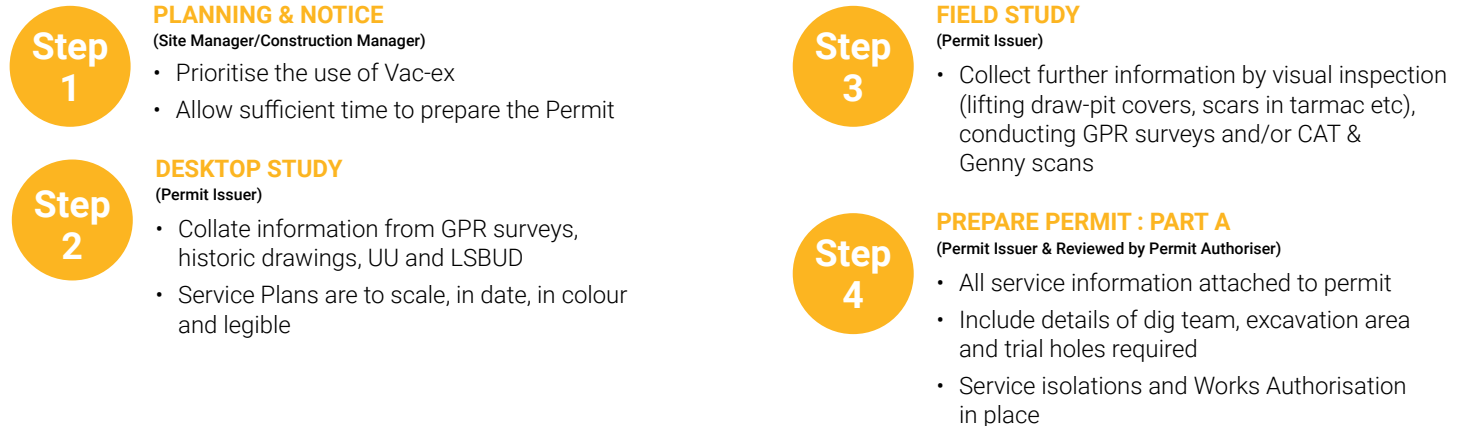 Step
1
PLANNING & NOTICE
(Site Manager/Construction Manager)
• Prioritise the use of Vac-ex
• Allow sufficient time to prepare the Permit
Step
2
DESKTOP STUDY
(Permit Issuer)
• Collate information from GPR surveys,
historic drawings, UU and LSBUD
• Service Plans are to scale, in date, in colour
and legible
Step
3
FIELD STUDY
(Permit Issuer)
• Collect further information by visual inspection
(lifting draw-pit covers, scars in tarmac etc),
conducting GPR surveys and/or CAT &
Genny scans
Step
4
PREPARE PERMIT : PART A
(Permit Issuer & Reviewed by Permit Authoriser)
• All service information attached to permit
• Include details of dig team, excavation area
and trial holes required
• Service isolations and Works Authorisation
in place